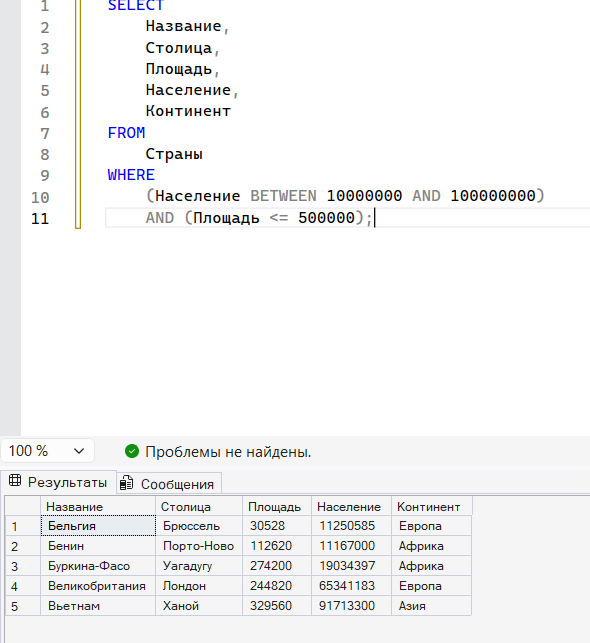 1 SELECT
2 Название,
3 Столица,
4 Площадь,
5 Население,
6 Континент
7 FROM
8 Страны
9 WHERE
10 (Население BETWEEN 10000000 AND 100000000)
11 AND (Площадь <= 500000);
100 % Проблемы не найдены.
Результаты Сообщения
Название Столица Площадь Население Континент
1 Бельгия Брюссель 30528 11250585 Европа
2 Бенин Порто-Ново 112620 11167000 Африка
3 Буркина-Фасо Уагадугу 274200 19034397 Африка
4 Великобритания Лондон 244820 65341183 Европа
5 Вьетнам Ханой 329560 91713300 Азия